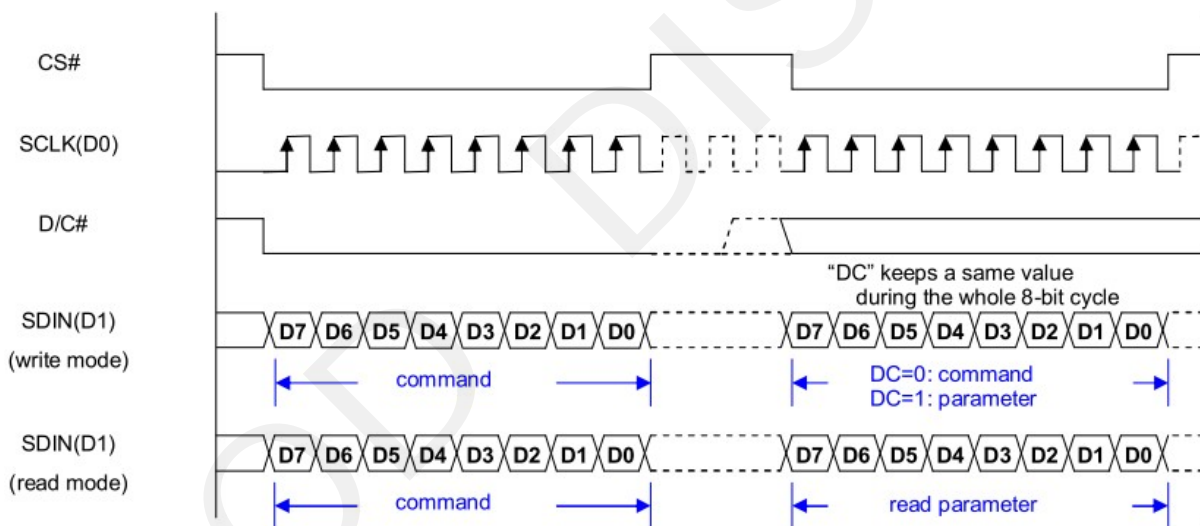 CS#
SCLK(D0)
D/C#
“DC” keeps a same value
during the whole 8-bit cycle
SDIN(D1)
(write mode)
D7 D6 D5 D4 D3 D2 D1 D0 D7 D6 D5 D4 D3 D2 D1 D0
command
DC=0: command
DC=1: parameter
SDIN(D1)
(read mode)
D7 D6 D5 D4 D3 D2 D1 D0 D7 D6 D5 D4 D3 D2 D1 D0
command
read parameter